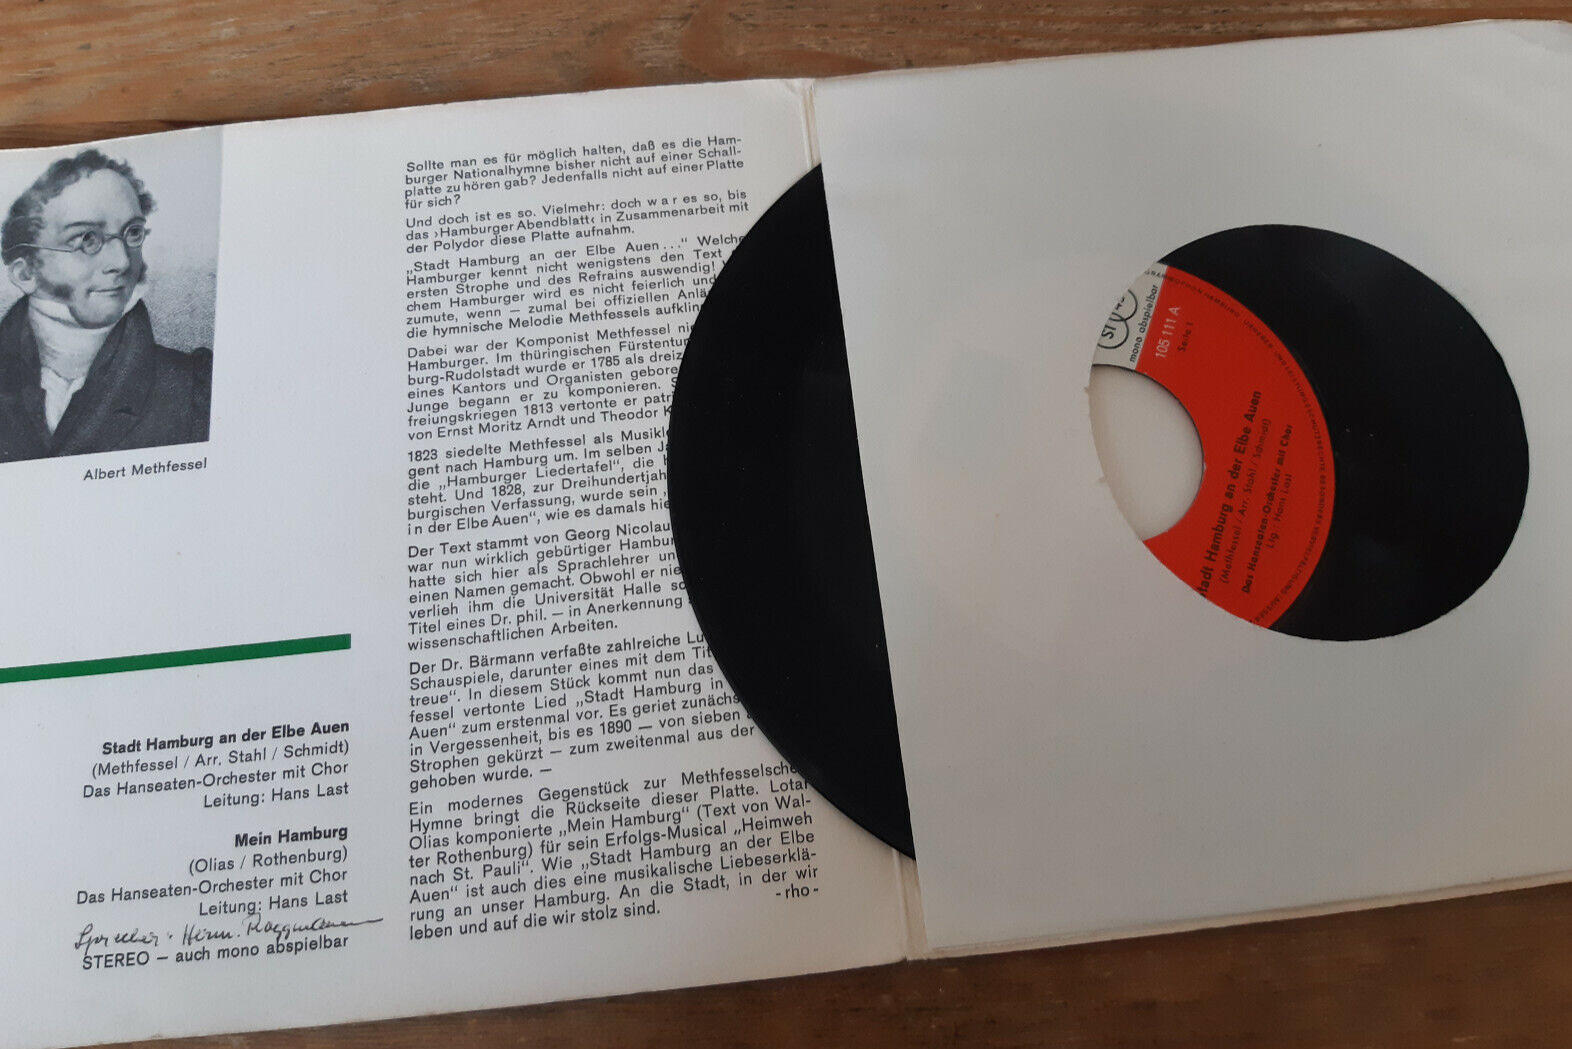 Albert Methfessel
Stadt Hamburg an der Elbe Auen
(Methfessel / Arr. Stahl / Schmidt)
Das Hanseaten-Orchester mit Chor
Leitung: Hans Last
Mein Hamburg
(Olias / Rothenburg)
Das Hanseaten-Orchester mit Chor
Leitung: Hans Last
Sprecher: Herm.
STEREO — auch mono abspielbar
Sollte man es für möglich halten, daß es die Ham-
burger Nationalhymne bisher nicht auf einer Schall-
platte zu hören gab? Jedenfalls nicht auf einer Platte
für sich?
Und doch ist es so. Vielmehr: doch w a r es so, bis
das ›Hamburger Abendblatt‹ in Zusammenarbeit mit
der Polydor diese Platte aufnahm.
„Stadt Hamburg an der Elbe Auen . . .“ Welche
Hamburger kennt nicht wenigstens den Text
ersten Strophe und des Refrains auswendig!
chem Hamburger wird es nicht feierlich und
zumute, wenn — zumal bei offiziellen Anlä
die hymnische Melodie Methfessels aufklin
Dabei war der Komponist Methfessel ni
Hamburger. Im thüringischen Fürstentu
burg-Rudolstadt wurde er 1785 als dreiz
eines Kantors und Organisten gebore
Junge begann er zu komponieren.
freiungskriegen 1813 vertonte er patr
von Ernst Moritz Arndt und Theodor K
1823 siedelte Methfessel als Musikle
gent nach Hamburg um. Im selben Ja
die „Hamburger Liedertafel“, die
steht. Und 1828, zur Dreihundertjah
burgischen Verfassung, wurde sein
in der Elbe Auen“, wie es damals hie
Der Text stammt von Georg Nicolau
war nun wirklich gebürtiger Hambur
hatte sich hier als Sprachlehrer un
einen Namen gemacht. Obwohl er nie
verlieh ihm die Universität Halle so
Titel eines Dr. phil. — in Anerkennung
wissenschaftlichen Arbeiten.
Der Dr. Bärmann verfaßte zahlreiche Lu
Schauspiele, darunter eines mit dem Tit
treue“. In diesem Stück kommt nun das
fessel vertonte Lied „Stadt Hamburg in
Auen“ zum erstenmal vor. Es geriet zunächs
in Vergessenheit, bis es 1890 — von sieben
Strophen gekürzt — zum zweitenmal aus der
gehoben wurde. —
Ein modernes Gegenstück zur Methfesselsche
Hymne bringt die Rückseite dieser Platte. Lotar
Olias komponierte „Mein Hamburg“ (Text von Wal-
ter Rothenburg) für sein Erfolgs-Musical „Heimweh
nach St. Pauli“. Wie „Stadt Hamburg an der Elbe
Auen“ ist auch dies eine musikalische Liebeserklä-
rung an unser Hamburg. An die Stadt, in der wir
leben und auf die wir stolz sind.
- rho -
mono abspielbar
105 111 A
Seite 1
Stadt Hamburg an der Elbe Auen
(Methfessel / Arr. Stahl / Schmidt)
Das Hanseaten-Orchester mit Chor
Ltg.: Hans Last